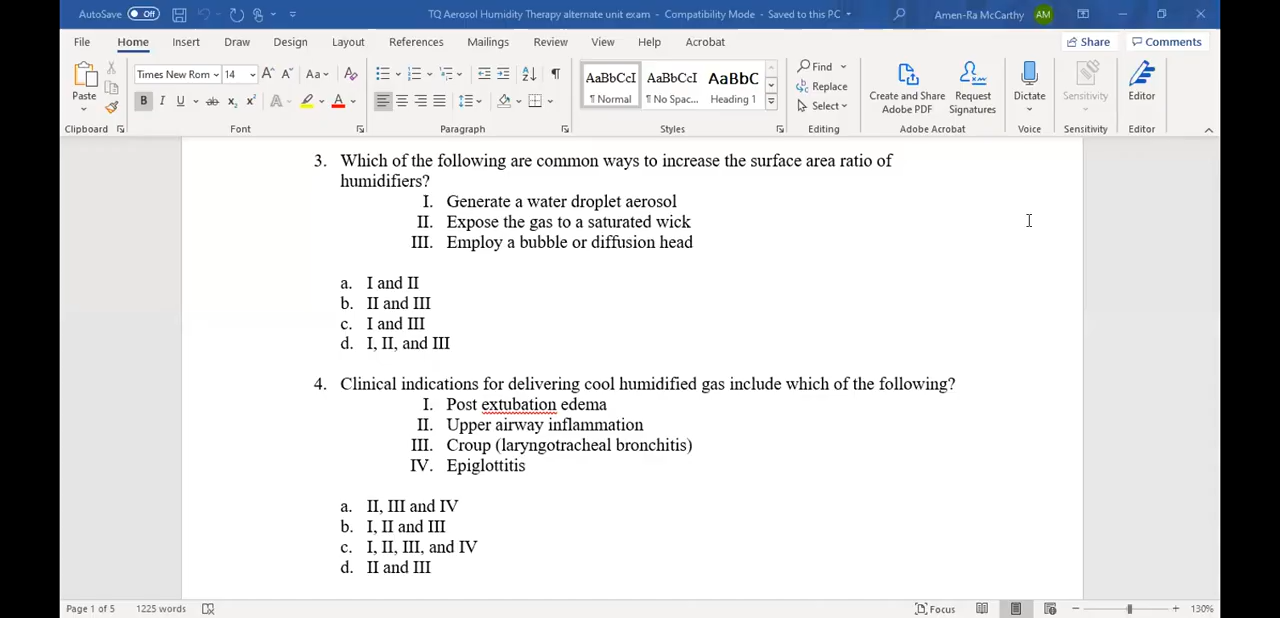 AutoSave Off TQ Aerosol Humidity Therapy alternate unit exam - Compatibility Mode - Saved to this PC Amen-Ra McCarthy AM
File Home Insert Draw Design Layout References Mailings Review View Help Acrobat Share Comments
Paste Times New Rom 14 A A Aa A B I U ab x₂ x² A A
AaBbCcI AaBbCcI AaBbC
¶ Normal ¶ No Spac... Heading 1
Find Replace Select
Create and Share Adobe PDF Request Signatures Dictate Sensitivity Editor
Clipboard Font Paragraph Styles Editing Adobe Acrobat Voice Sensitivity Editor
3. Which of the following are common ways to increase the surface area ratio of
humidifiers?
I. Generate a water droplet aerosol
II. Expose the gas to a saturated wick
III. Employ a bubble or diffusion head
a. I and II
b. II and III
c. I and III
d. I, II, and III
4. Clinical indications for delivering cool humidified gas include which of the following?
I. Post extubation edema
II. Upper airway inflammation
III. Croup (laryngotracheal bronchitis)
IV. Epiglottitis
a. II, III and IV
b. I, II and III
c. I, II, III, and IV
d. II and III
Page 1 of 5 1225 words Focus 130%